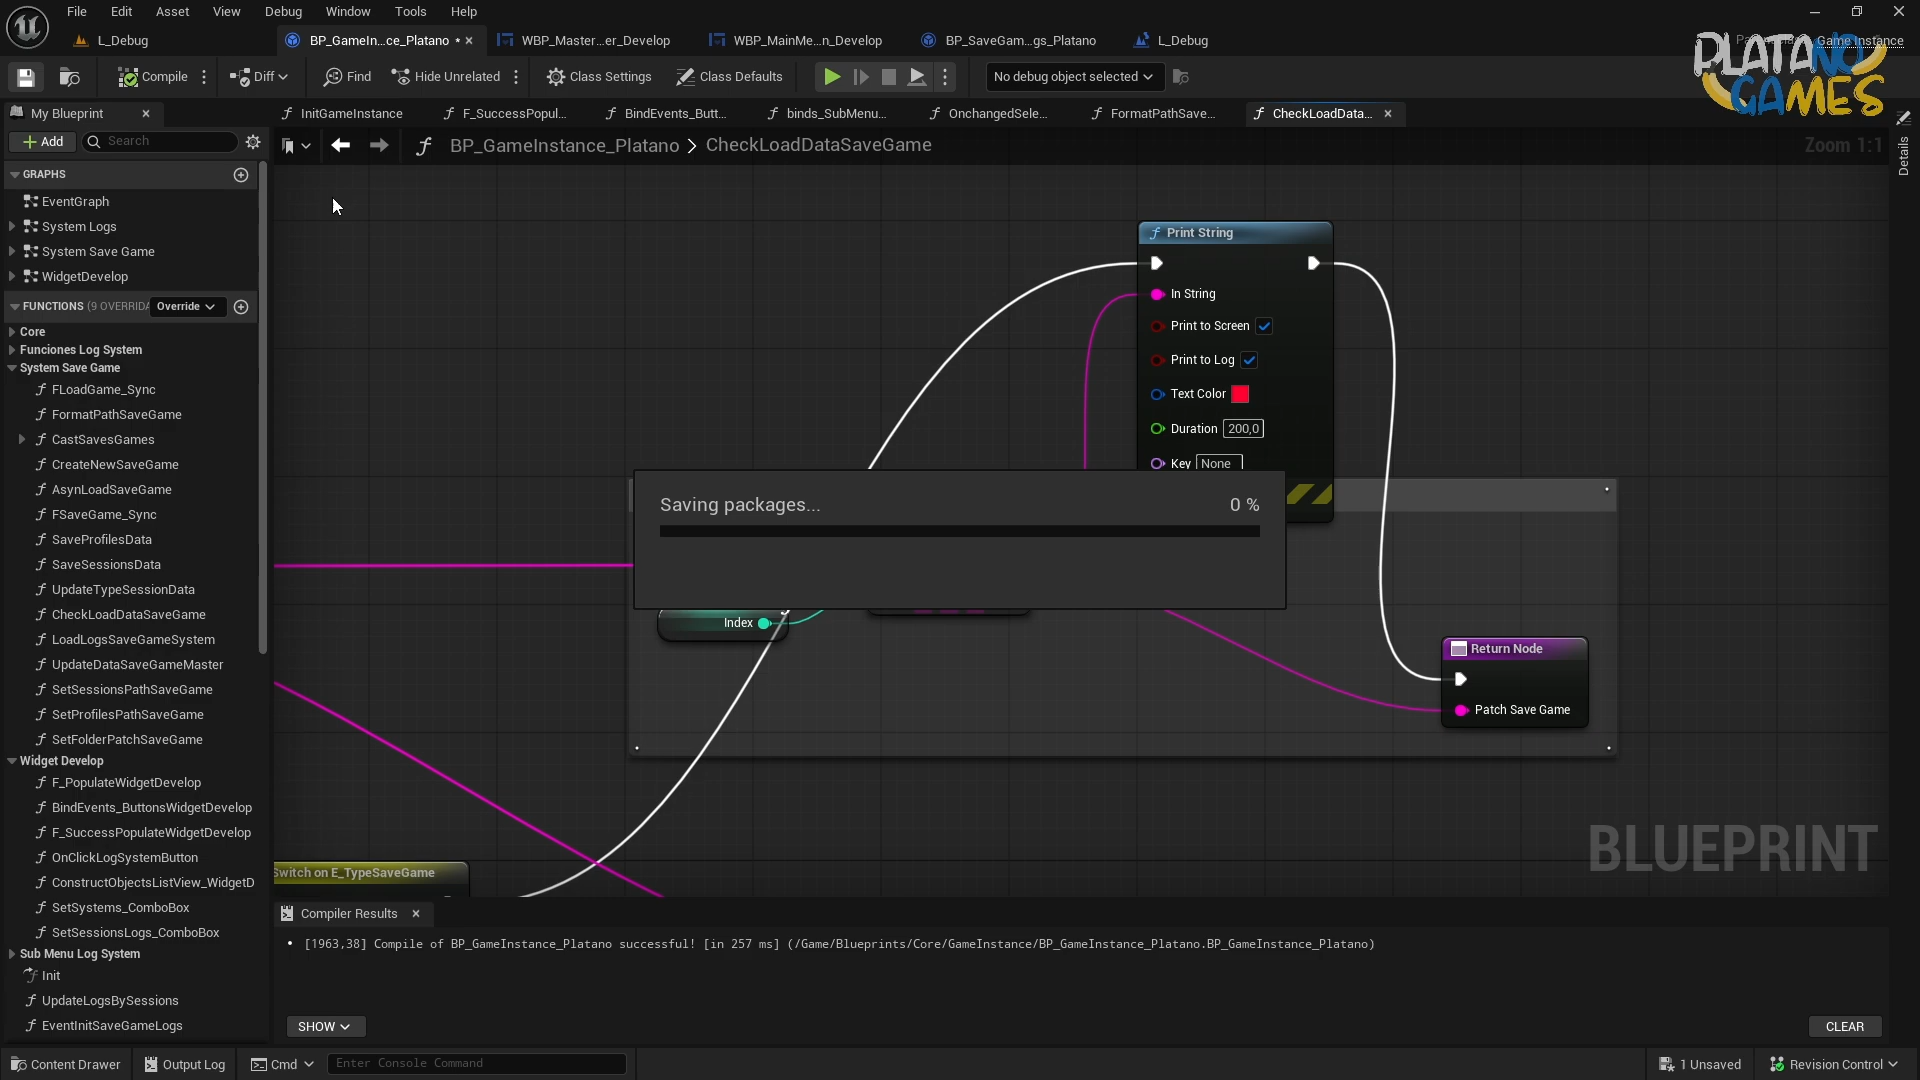 File Edit Asset View Debug Window Tools Help
L_Debug
BP_GameIn...ce_Platano •
WBP_Master...er_Develop
WBP_MainMe...n_Develop
BP_SaveGam...gs_Platano
L_Debug
Game Instance
PLATANO
GAMES
Compile
Diff
Find
Hide Unrelated
Class Settings
Class Defaults
No debug object selected
My Blueprint
InitGameInstance
F_SuccessPopul...
BindEvents_Butt...
binds_SubMenu...
OnchangedSele...
FormatPathSave...
CheckLoadData...
Add
Search
BP_GameInstance_Platano > CheckLoadDataSaveGame
Zoom 1:1
Details
GRAPHS
EventGraph
System Logs
System Save Game
WidgetDevelop
FUNCTIONS (9 OVERRIDA Override
Core
Funciones Log System
System Save Game
FLoadGame_Sync
FormatPathSaveGame
CastSavesGames
CreateNewSaveGame
AsynLoadSaveGame
FSaveGame_Sync
SaveProfilesData
SaveSessionsData
UpdateTypeSessionData
CheckLoadDataSaveGame
LoadLogsSaveGameSystem
UpdateDataSaveGameMaster
SetSessionsPathSaveGame
SetProfilesPathSaveGame
SetFolderPatchSaveGame
Widget Develop
F_PopulateWidgetDevelop
BindEvents_ButtonsWidgetDevelop
F_SuccessPopulateWidgetDevelop
OnClickLogSystemButton
ConstructObjectsListView_WidgetD
SetSystems_ComboBox
SetSessionsLogs_ComboBox
Sub Menu Log System
Init
UpdateLogsBySessions
EventInitSaveGameLogs
Print String
In String
Print to Screen
Print to Log
Text Color
Duration 200,0
Key None
Saving packages... 0 %
Index
Return Node
Patch Save Game
Switch on E_TypeSaveGame
BLUEPRINT
Compiler Results
• [1963,38] Compile of BP_GameInstance_Platano successful! [in 257 ms] (/Game/Blueprints/Core/GameInstance/BP_GameInstance_Platano.BP_GameInstance_Platano)
SHOW
CLEAR
Content Drawer
Output Log
Cmd
Enter Console Command
1 Unsaved
Revision Control